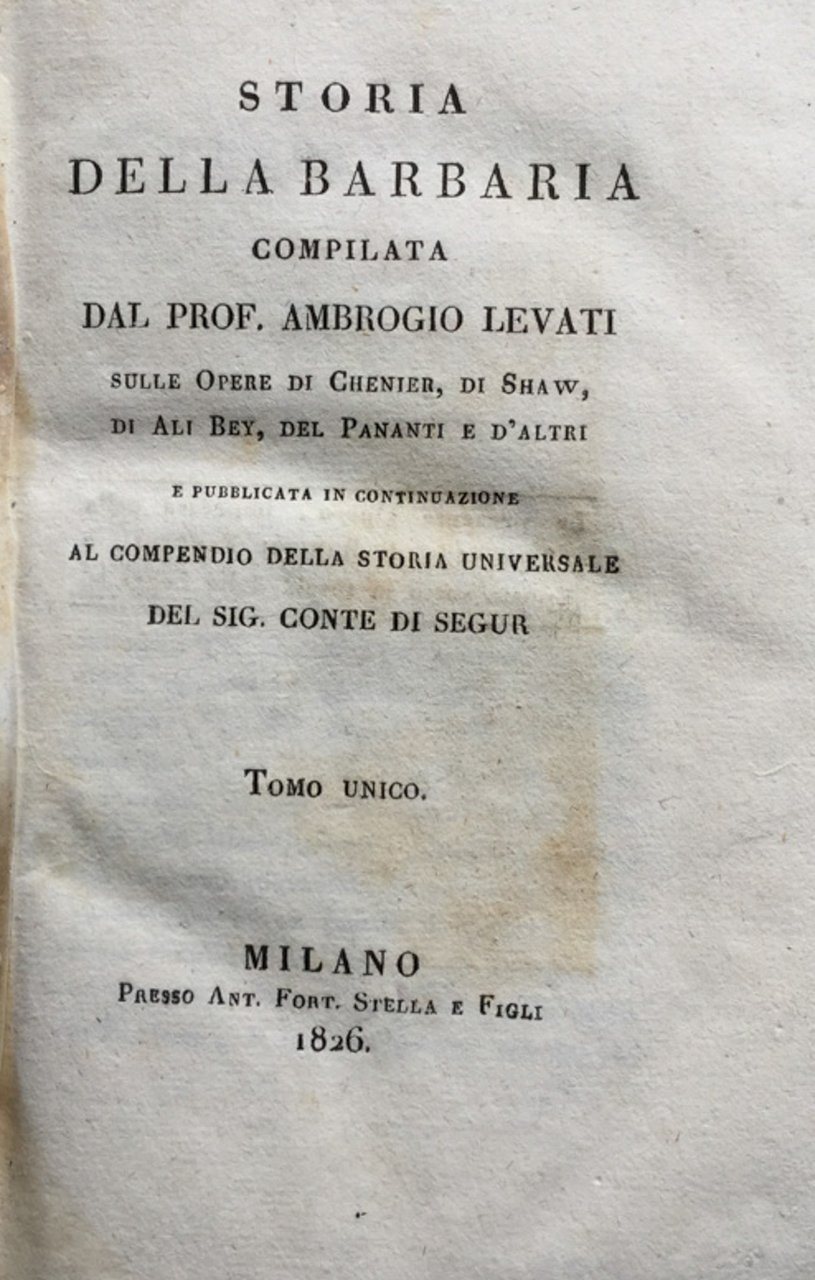 STORIA
DELLA BARBARIA
COMPILATA
DAL PROF. AMBROGIO LEVATI
SULLE OPERE DI CHENIER, DI SHAW,
DI ALI BEY, DEL PANANTI E D'ALTRI
E PUBBLICATA IN CONTINUAZIONE
AL COMPENDIO DELLA STORIA UNIVERSALE
DEL SIG. CONTE DI SEGUR
TOMO UNICO.
MILANO
PRESSO ANT. FORT. STELLA E FIGLI
1826.